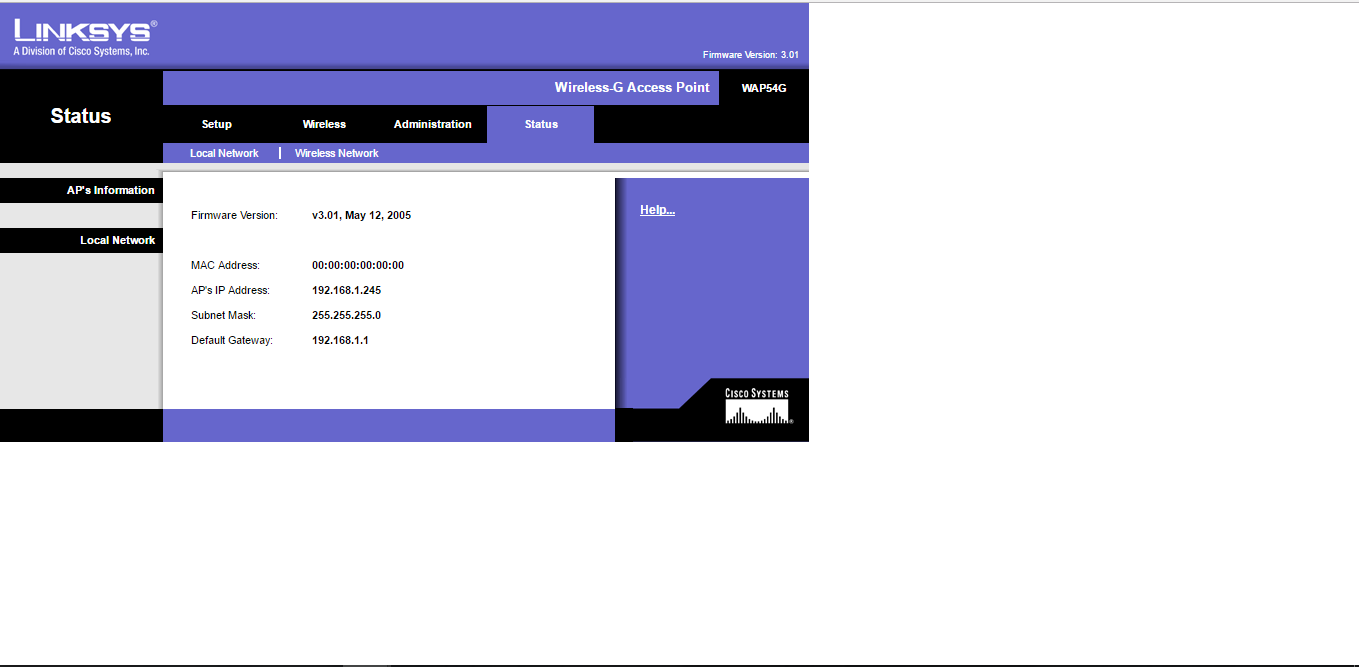 LINKSYS®
A Division of Cisco Systems, Inc.
Firmware Version: 3.01
Wireless-G Access Point WAP54G
Status
Setup Wireless Administration Status
Local Network | Wireless Network
AP's Information
Firmware Version: v3.01, May 12, 2005
Help...
Local Network
MAC Address: 00:00:00:00:00:00
AP's IP Address: 192.168.1.245
Subnet Mask: 255.255.255.0
Default Gateway: 192.168.1.1
CISCO SYSTEMS
®